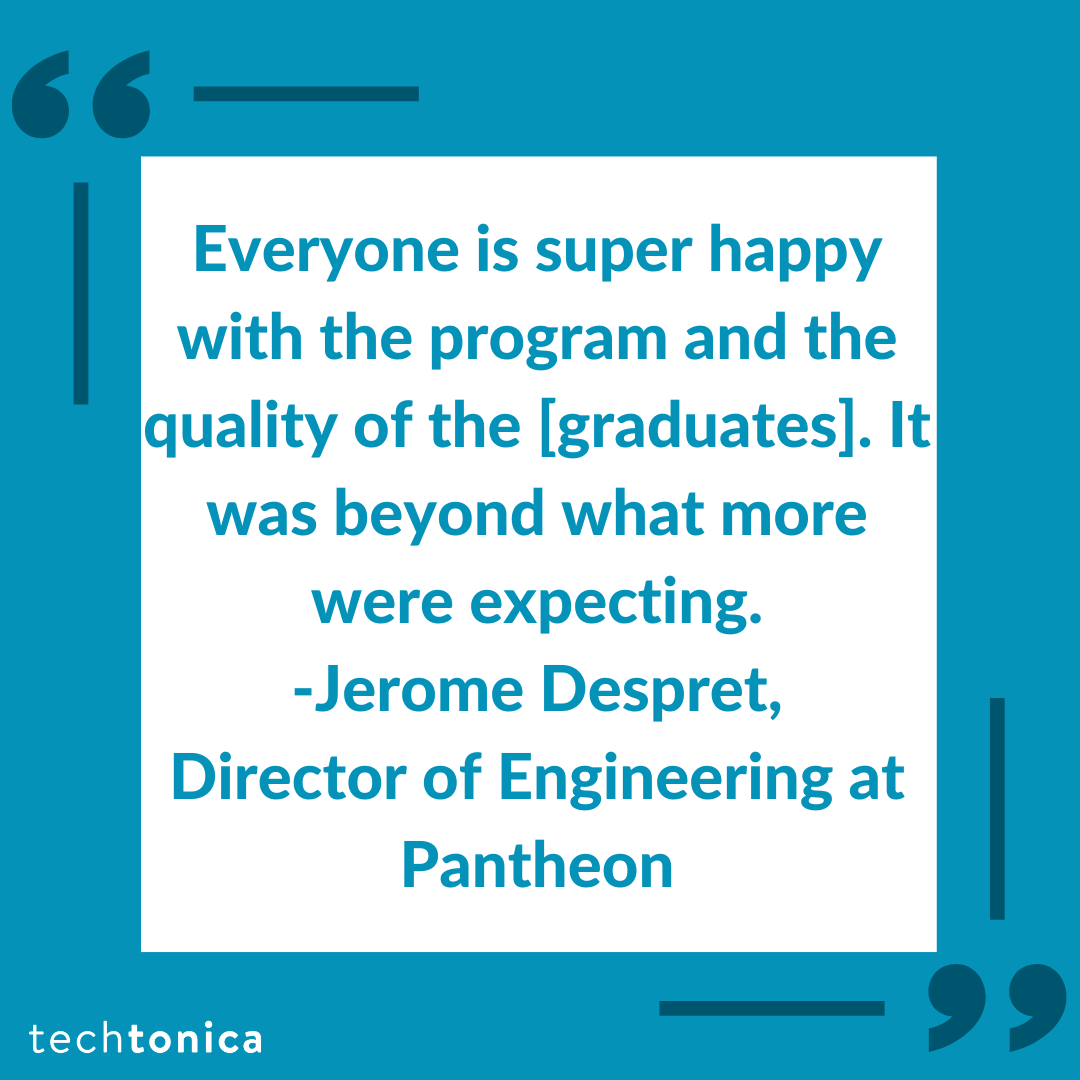 Everyone is super happy
with the program and the
quality of the [graduates]. It
was beyond what more
were expecting.
-Jerome Despret,
Director of Engineering at
Pantheon
techtonica